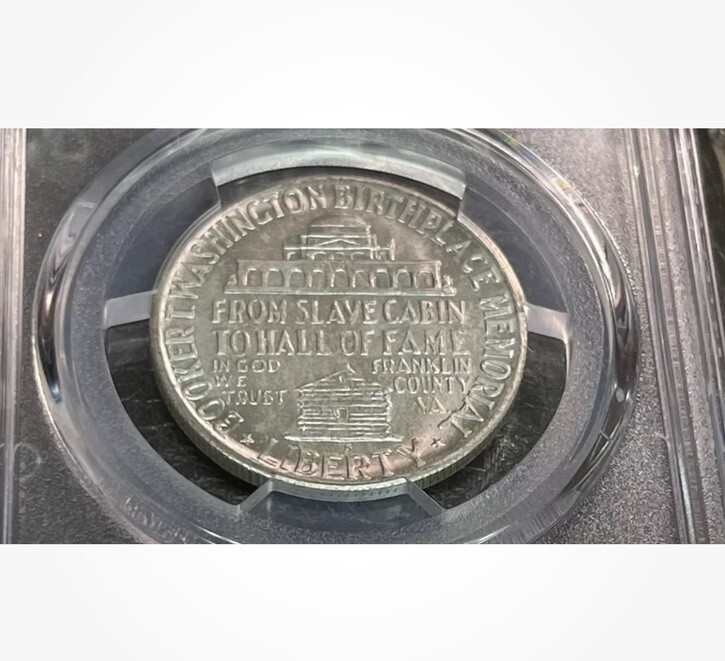 BOOKER T. WASHINGTON BIRTHPLACE MEMORIAL
FROM SLAVE CABIN
TO HALL OF FAME
IN GOD
WE
TRUST
FRANKLIN
COUNTY
VA.
LIBERTY